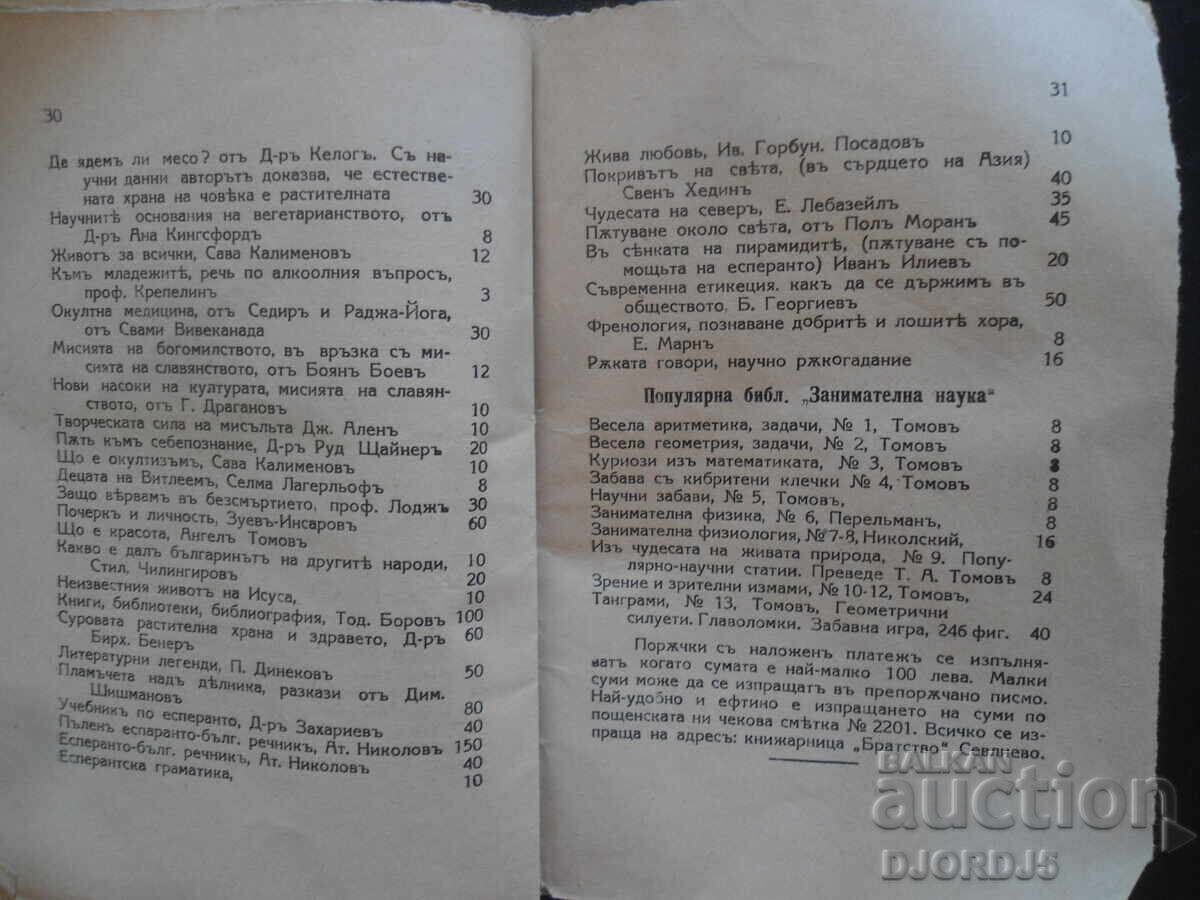 30
Де ядемъ ли месо? отъ Д-ръ Келогъ. Съ на-
учни данни авторътъ доказва, че естестве-
ната храна на човѣка е растителната 30
Научнитѣ основания на вегетарианството, отъ
Д-ръ Ана Кингсфордъ 8
Животъ за всички, Сава Калименовъ 12
Къмъ младежитѣ, речь по алкоолния въпросъ,
проф. Крепелинъ 3
Окултна медицина, отъ Седиръ и Раджа-Йога,
отъ Свами Вивеканада 30
Мисията на богомилството, въ връзка съ ми-
сията на славянството, отъ Боянъ Боевъ 12
Нови насоки на културата, мисията на славян-
ството, отъ Г. Драгановъ 10
Творческата сила на мисъльта Дж. Аленъ 10
Пѫть къмъ себепознание, Д-ръ Руд Щайнеръ 20
Що е окултизъмъ, Сава Калименовъ 10
Децата на Витлеемъ, Селма Лагерльофъ 8
Защо вѣрвамъ въ безсмъртието, проф. Лоджъ 30
Почеркъ и личность, Зуевъ-Инсаровъ 60
Що е красота, Ангелъ Томовъ
Какво е далъ българинътъ на другитѣ народи, 10
Стил. Чилингировъ 20
Неизвестния животъ на Исуса, 10
Книги, библиотеки, библиография, Тод. Боровъ 100
Суровата растителна храна и здравето, Д-ръ 60
Бирх. Бенеръ
Литературни легенди, П. Динековъ 50
Пламъчета надъ дѣлника, разкази отъ Дим.
Шишмановъ 80
Учебникъ по есперанто, Д-ръ Захариевъ 40
Пъленъ еспаранто-бълг. речникъ, Ат. Николовъ 150
Есперанто-бълг. речникъ, Ат. Николовъ 40
Есперантска граматика, 10
31
Жива любовь, Ив. Горбун. Посадовъ 10
Покривътъ на свѣта, (въ сърдцето на Азия)
Свенъ Хединъ 40
Чудесата на северъ, Е. Лебазейлъ 35
Пѫтуване около свѣта, отъ Полъ Моранъ 45
Въ сѣнката на пирамидитѣ, (пѫтуване съ по-
мощьта на есперанто) Иванъ Илиевъ 20
Съвременна етикеция. какъ да се държимъ въ
обществото, Б. Георгиевъ 50
Френология, познаване добритѣ и лошитѣ хора,
Е. Марнъ 8
Рѫката говори, научно рѫкогадание 16
Популярна библ. „Занимателна наука“
Весела аритметика, задачи, № 1, Томовъ 8
Весела геометрия, задачи, № 2, Томовъ 8
Куриози изъ математиката, № 3, Томовъ 8
Забава съ кибритени клечки № 4, Томовъ 8
Научни забави, № 5, Томовъ, 8
Занимателна физика, № 6, Перельманъ, 8
Занимателна физиология, №7-8, Николский, 16
Изъ чудесата на живата природа, № 9. Попу-
лярно-научни статии. Преведе Т. А. Томовъ 8
Зрение и зрителни измами, № 10-12, Томовъ, 24
Танграми, № 13, Томовъ, Геометрични
силуети. Главоломки. Забавна игра, 246 фиг. 40
Порѫчки съ наложенъ платежъ се изпълня-
ватъ когато сумата е най-малко 100 лева. Малки
суми може да се изпращатъ въ препорѫчано писмо.
Най-удобно и ефтино е изпращането на суми по
пощенската ни чекова смѣтка № 2201. Всичко се из-
праща на адресъ: книжарница „Братство“ Севлиево.
BALKAN
auction
DJORDJ5